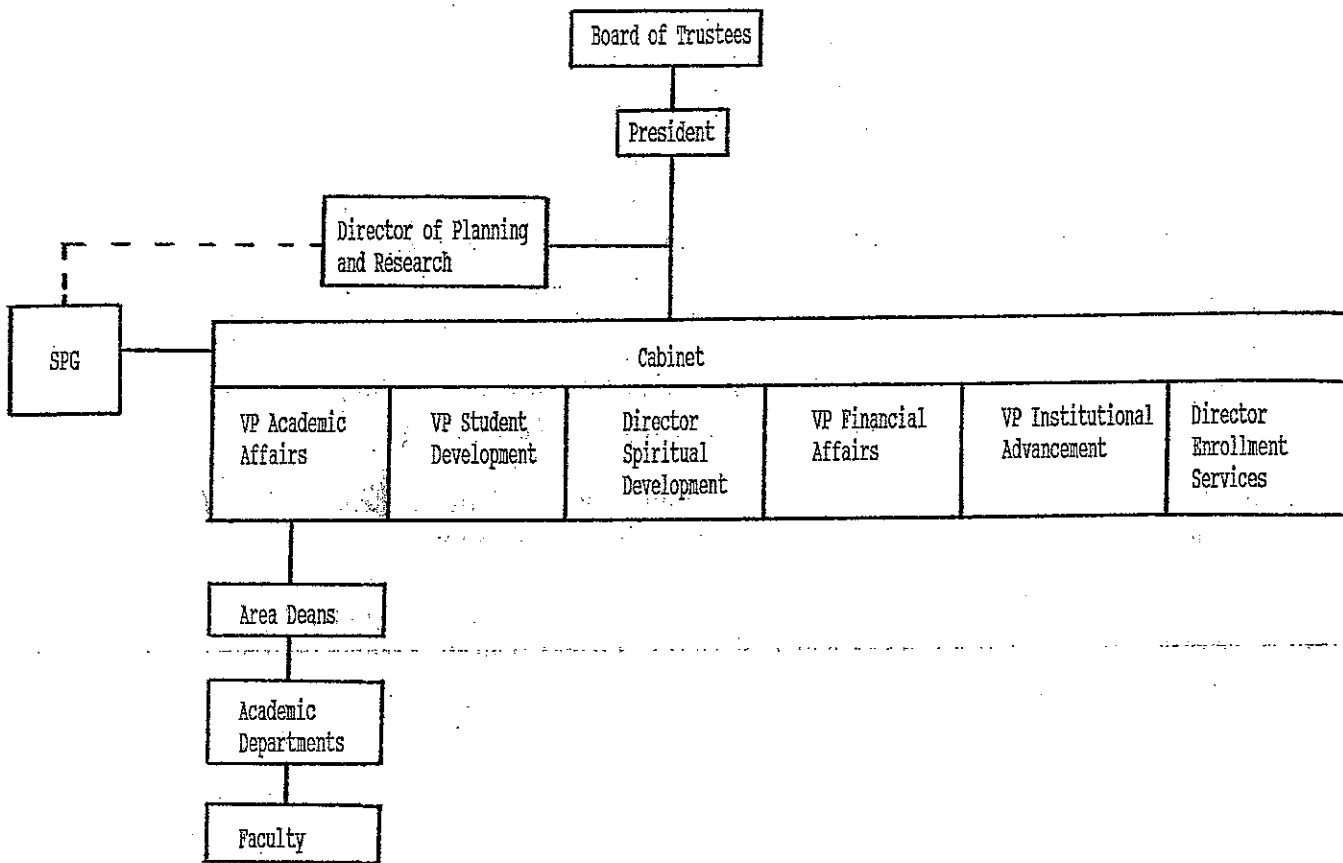 Board of Trustees
President
Director of Planning
and Research
SPG
Cabinet
VP Academic
Affairs
VP Student
Development
Director
Spiritual
Development
VP Financial
Affairs
VP Institutional
Advancement
Director
Enrollment
Services
Area Deans
Academic
Departments
Faculty